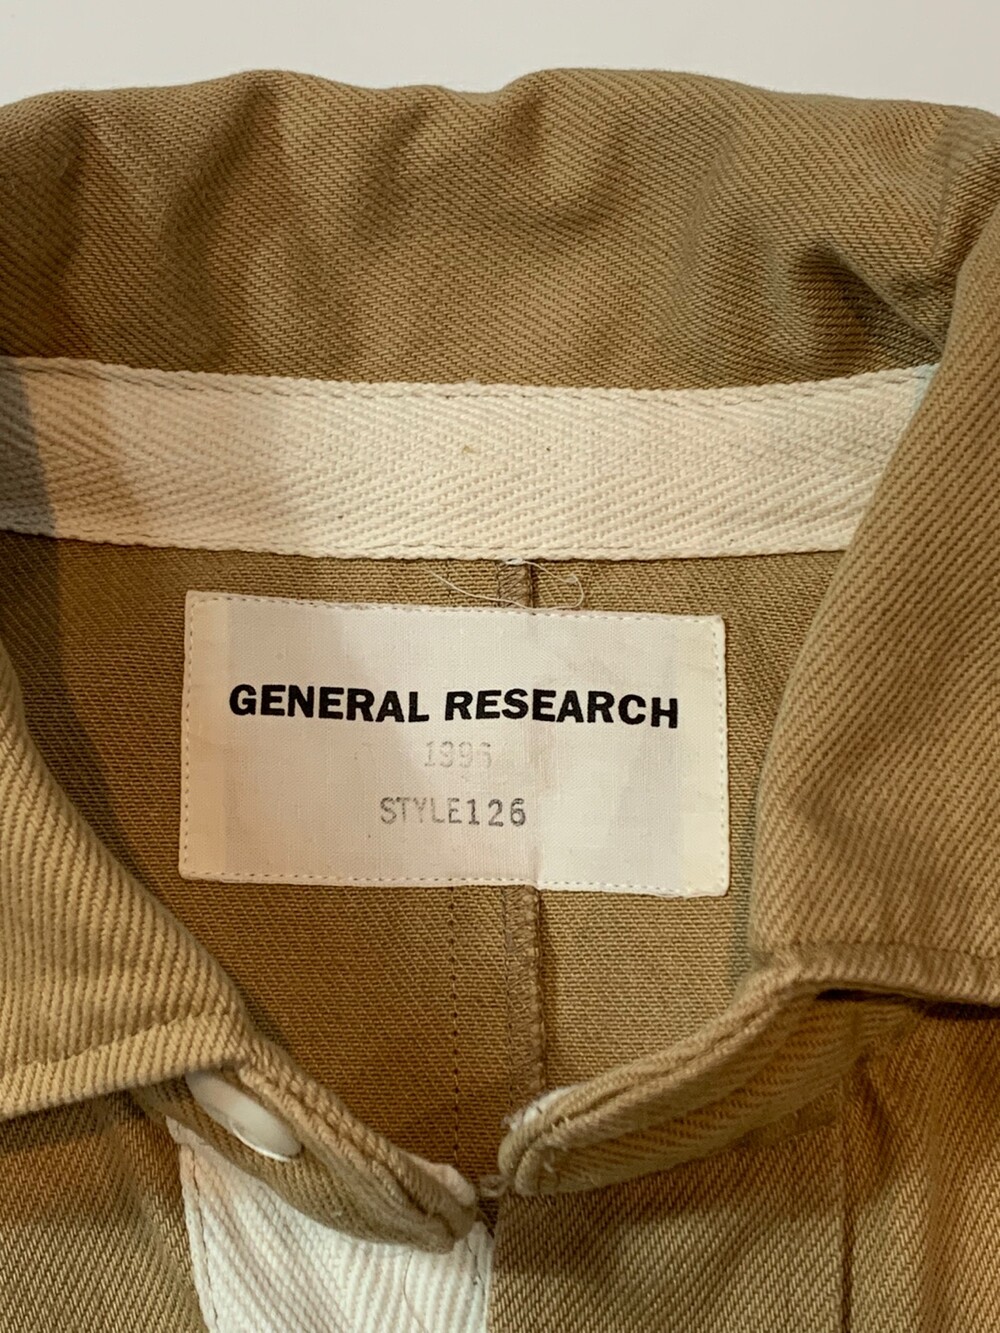 GENERAL RESEARCH
1996
STYLE126